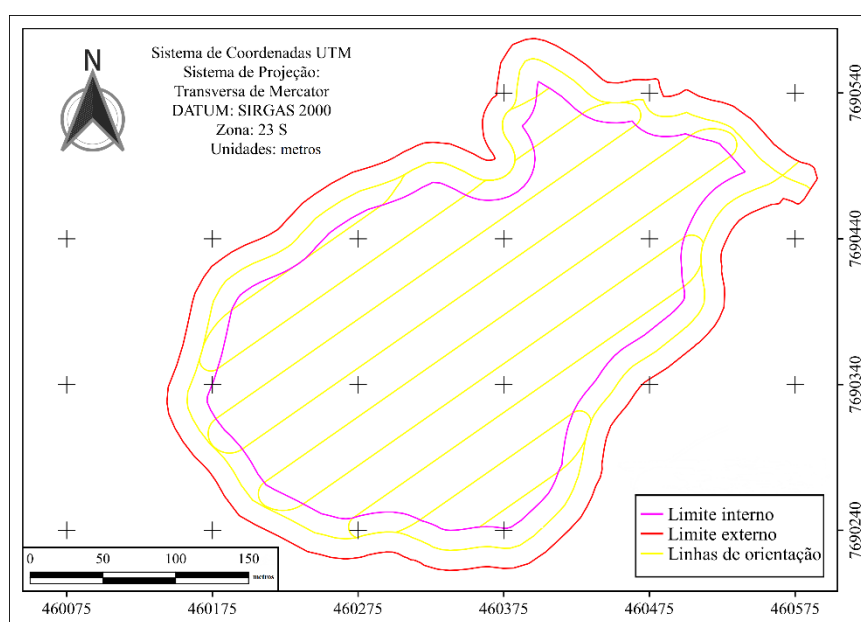 N
Sistema de Coordenadas UTM
Sistema de Projeção:
Transversa de Mercator
DATUM: SIRGAS 2000
Zona: 23 S
Unidades: metros
7690540
7690440
7690340
7690240
Limite interno
Limite externo
Linhas de orientação
0 50 100 150
metros
460075 460175 460275 460375 460475 460575